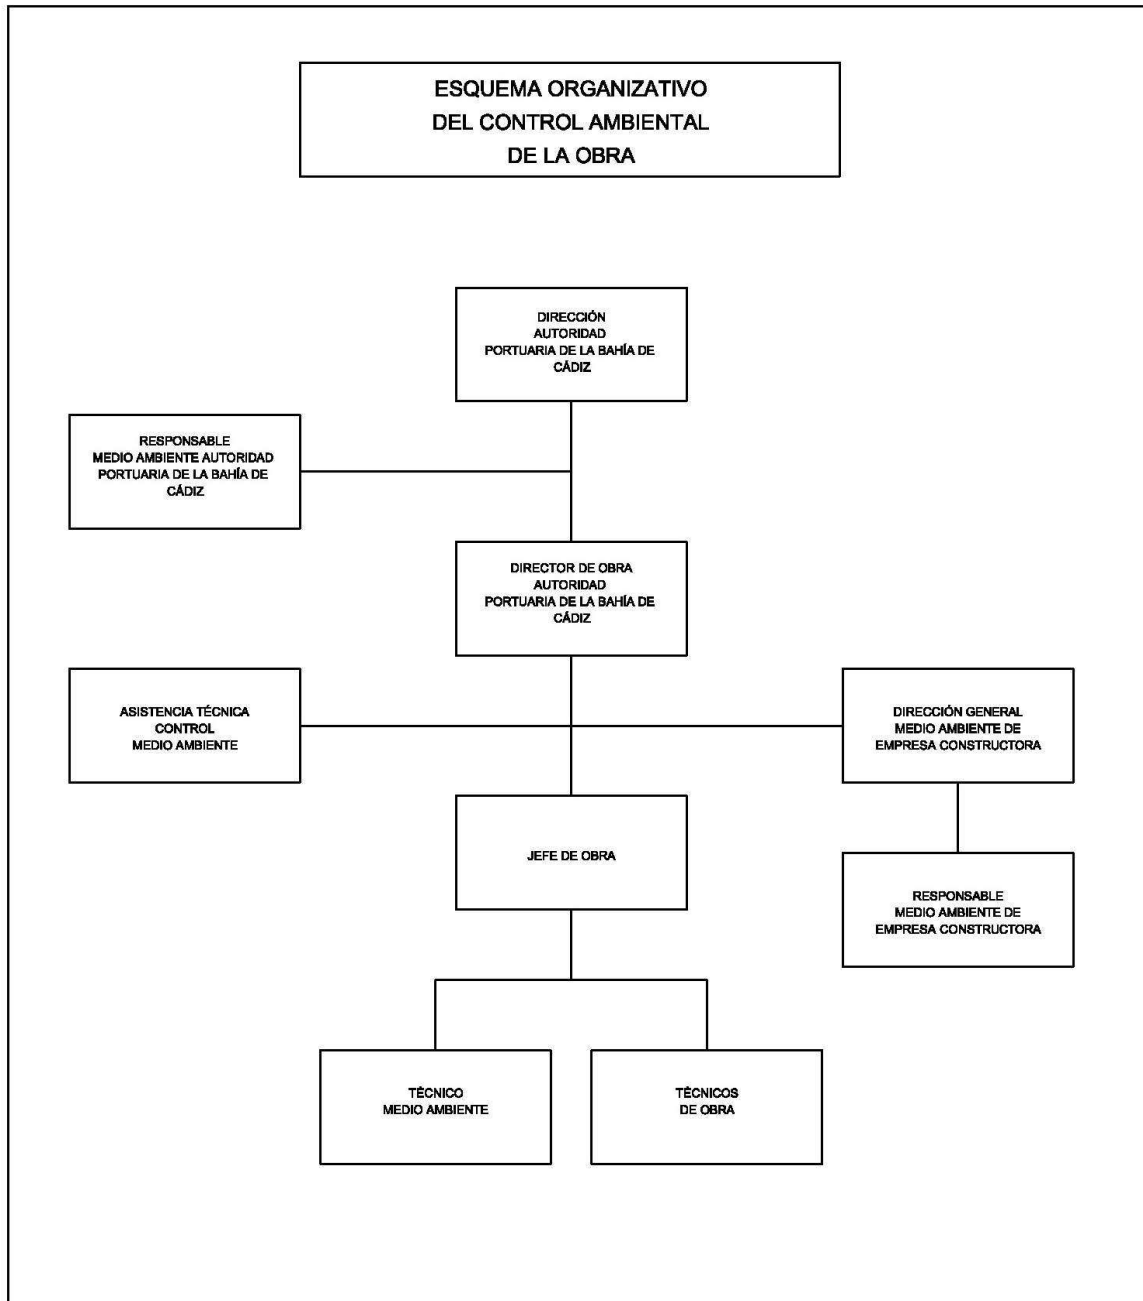 ESQUEMA ORGANIZATIVO
DEL CONTROL AMBIENTAL
DE LA OBRA
DIRECCIÓN
AUTORIDAD
PORTUARIA DE LA BAHÍA DE
CÁDIZ
RESPONSABLE
MEDIO AMBIENTE AUTORIDAD
PORTUARIA DE LA BAHÍA DE
CÁDIZ
DIRECTOR DE OBRA
AUTORIDAD
PORTUARIA DE LA BAHÍA DE
CÁDIZ
ASISTENCIA TÉCNICA
CONTROL
MEDIO AMBIENTE
DIRECCIÓN GENERAL
MEDIO AMBIENTE DE
EMPRESA CONSTRUCTORA
JEFE DE OBRA
RESPONSABLE
MEDIO AMBIENTE DE
EMPRESA CONSTRUCTORA
TÉCNICO
MEDIO AMBIENTE
TÉCNICOS
DE OBRA